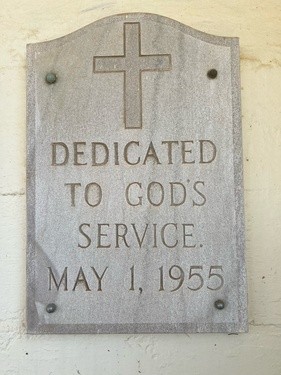 DEDICATED
TO GOD'S
SERVICE.
MAY 1, 1955